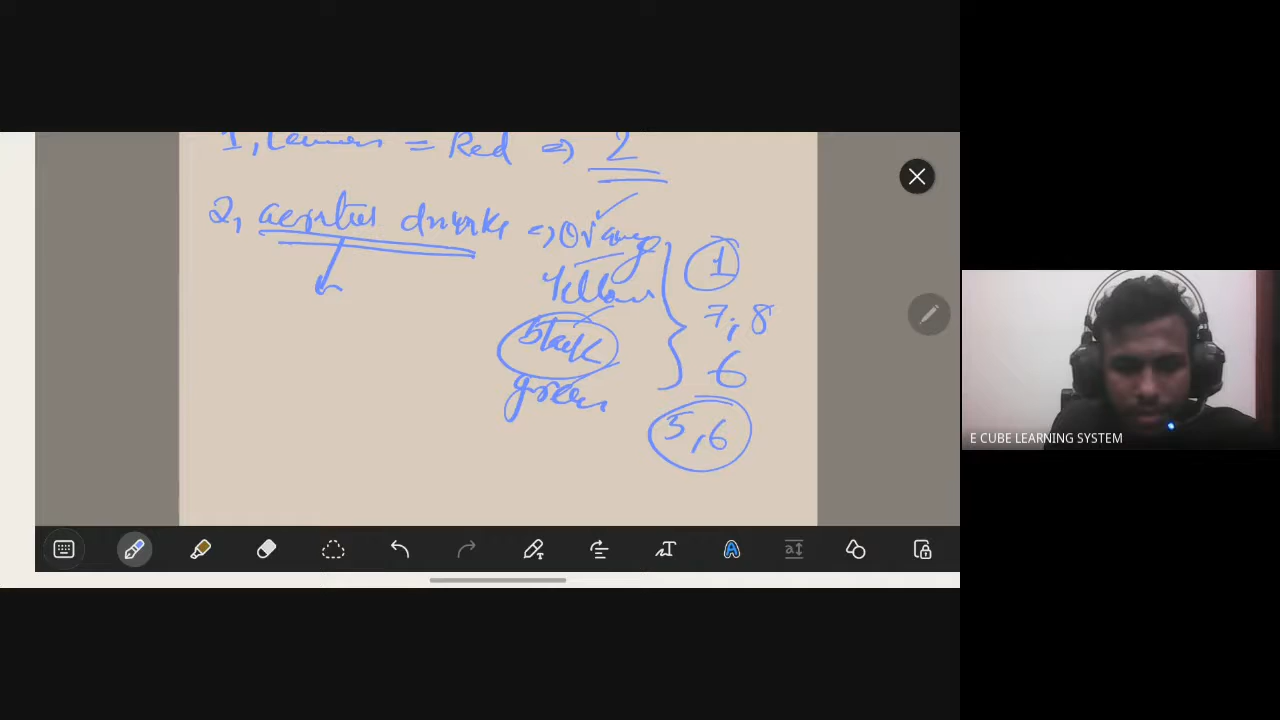 1, = Red => 2
2, aerated drinks => Orange
1
Yellow
7, 8
black
6
green
5, 6
E CUBE LEARNING SYSTEM